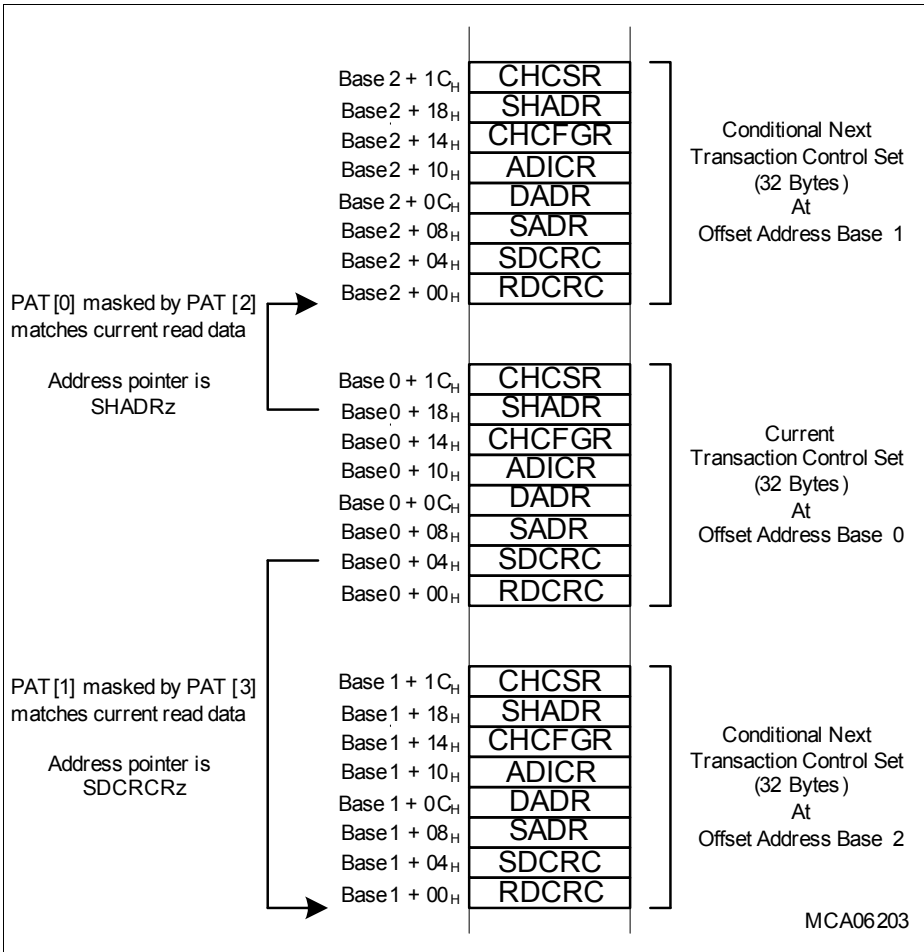 Base 2 + 1CH CHCSR
Base 2 + 18H SHADR
Base 2 + 14H CHCFGR
Base 2 + 10H ADICR
Base 2 + 0CH DADR
Base 2 + 08H SADR
Base 2 + 04H SDCRC
Base 2 + 00H RDCRC
Conditional Next
Transaction Control Set
(32 Bytes)
At
Offset Address Base 1
PAT [0] masked by PAT [2]
matches current read data
Address pointer is
SHADRz
Base 0 + 1CH CHCSR
Base 0 + 18H SHADR
Base 0 + 14H CHCFGR
Base 0 + 10H ADICR
Base 0 + 0CH DADR
Base 0 + 08H SADR
Base 0 + 04H SDCRC
Base 0 + 00H RDCRC
Current
Transaction Control Set
(32 Bytes)
At
Offset Address Base 0
PAT [1] masked by PAT [3]
matches current read data
Address pointer is
SDCRCRz
Base 1 + 1CH CHCSR
Base 1 + 18H SHADR
Base 1 + 14H CHCFGR
Base 1 + 10H ADICR
Base 1 + 0CH DADR
Base 1 + 08H SADR
Base 1 + 04H SDCRC
Base 1 + 00H RDCRC
Conditional Next
Transaction Control Set
(32 Bytes)
At
Offset Address Base 2
MCA06203